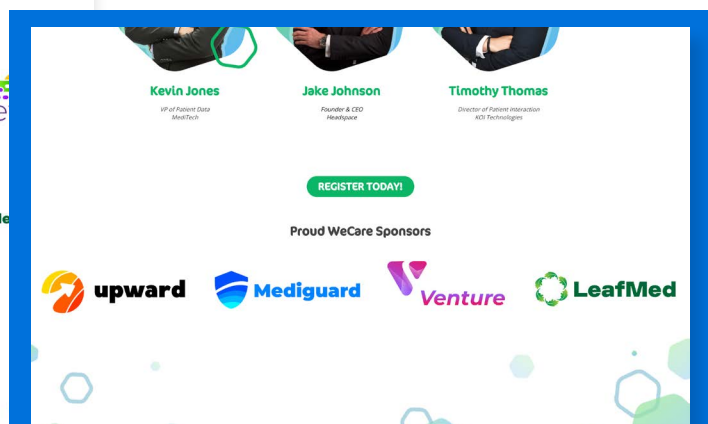 Kevin Jones
VP of Patient Data
MediTech
Jake Johnson
Founder & CEO
Headspace
Timothy Thomas
Director of Patient Interaction
KOI Technologies
REGISTER TODAY!
Proud WeCare Sponsors
upward
Mediguard
Venture
LeafMed